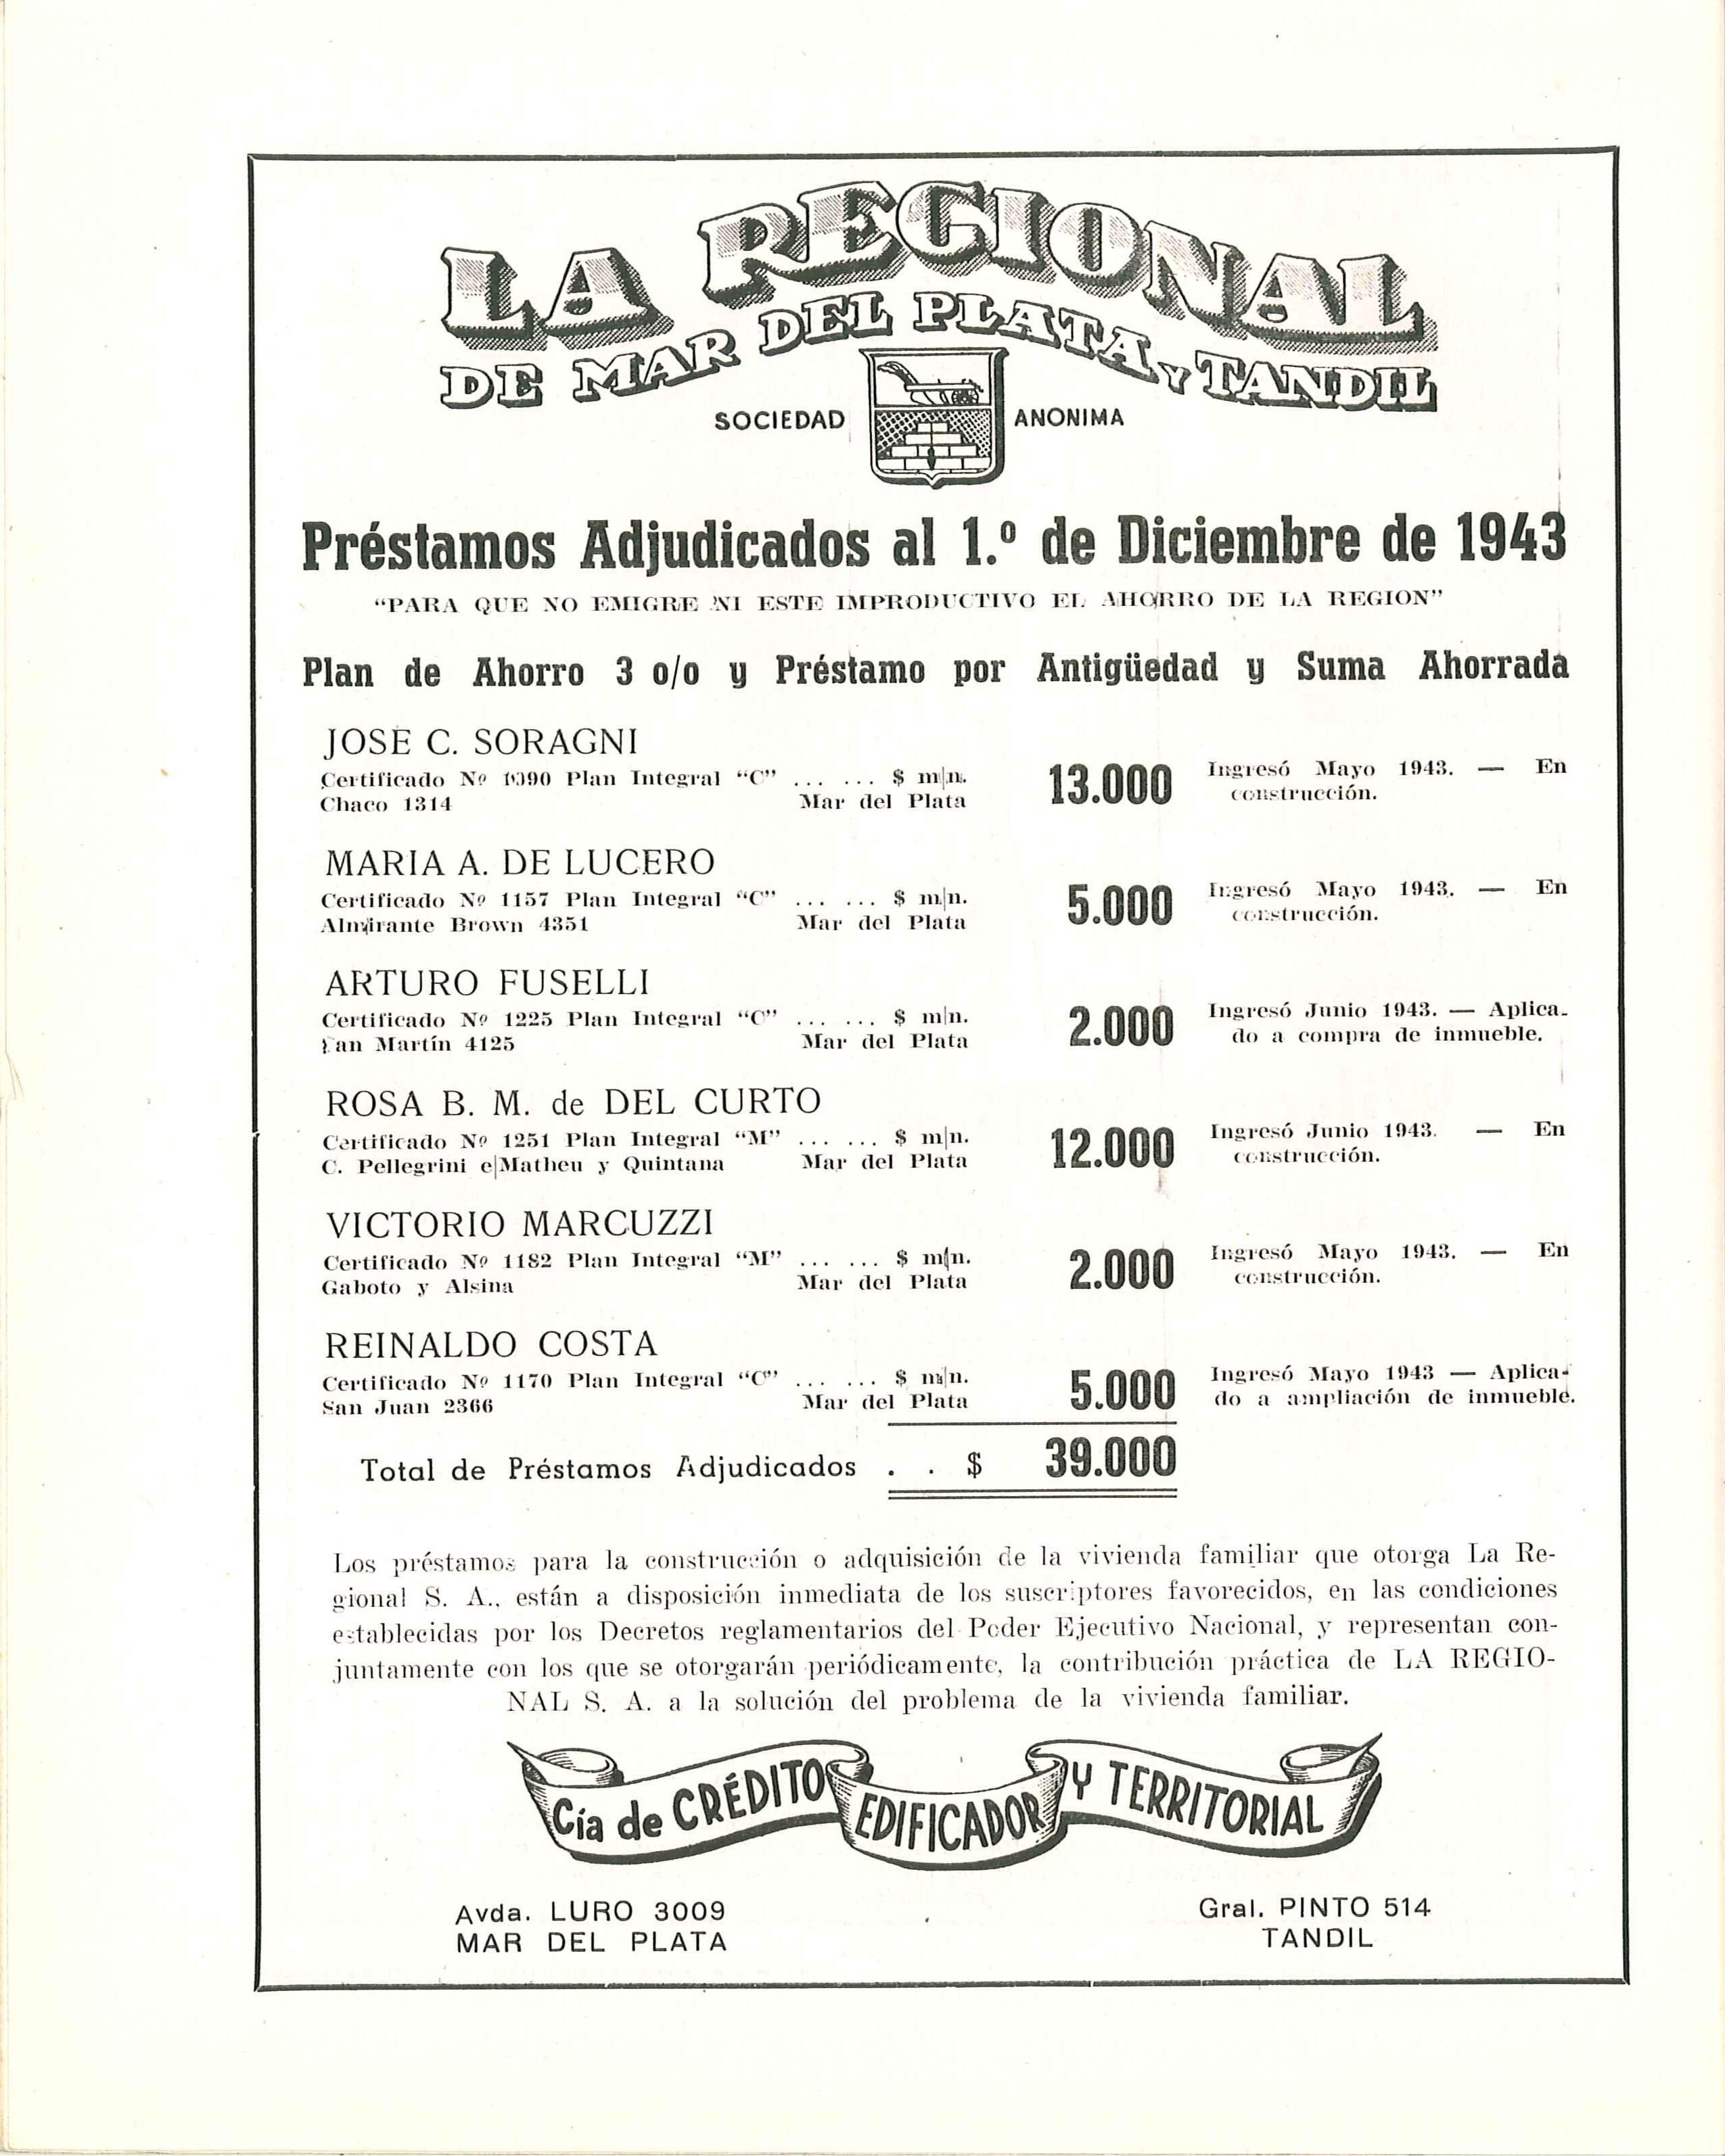 LA REGIONAL
DE MAR DEL PLATA Y TANDIL
SOCIEDAD ANONIMA
Préstamos Adjudicados al 1.º de Diciembre de 1943
“PARA QUE NO EMIGRE NI ESTE IMPRODUCTIVO EL AHORRO DE LA REGION”
Plan de Ahorro 3 o/o y Préstamo por Antigüedad y Suma Ahorrada
JOSE C. SORAGNI
Certificado Nº 1090 Plan Integral “C” ... ... $ m|n. 13.000 Ingresó Mayo 1943. — En
Chaco 1314 Mar del Plata construcción.
MARIA A. DE LUCERO
Certificado Nº 1157 Plan Integral “C” ... ... $ m|n. 5.000 Ingresó Mayo 1943. — En
Almirante Brown 4351 Mar del Plata construcción.
ARTURO FUSELLI
Certificado Nº 1225 Plan Integral “C” ... ... $ m|n. 2.000 Ingresó Junio 1943. — Aplica-
San Martín 4125 Mar del Plata do a compra de inmueble.
ROSA B. M. de DEL CURTO
Certificado Nº 1251 Plan Integral “M” ... ... $ m|n. 12.000 Ingresó Junio 1943. — En
C. Pellegrini e|Matheu y Quintana Mar del Plata construcción.
VICTORIO MARCUZZI
Certificado Nº 1182 Plan Integral “M” ... ... $ m|n. 2.000 Ingresó Mayo 1943. — En
Gaboto y Alsina Mar del Plata construcción.
REINALDO COSTA
Certificado Nº 1170 Plan Integral “C” ... ... $ m|n. 5.000 Ingresó Mayo 1943 — Aplica-
San Juan 2366 Mar del Plata do a ampliación de inmueble.
Total de Préstamos Adjudicados . . $ 39.000
Los préstamos para la construcción o adquisición de la vivienda familiar que otorga La Re-
gional S. A., están a disposición inmediata de los suscriptores favorecidos, en las condiciones
establecidas por los Decretos reglamentarios del Poder Ejecutivo Nacional, y representan con-
juntamente con los que se otorgarán periódicamente, la contribución práctica de LA REGIO-
NAL S. A. a la solución del problema de la vivienda familiar.
Cía de CRÉDITO EDIFICADOR Y TERRITORIAL
Avda. LURO 3009
MAR DEL PLATA
Gral. PINTO 514
TANDIL